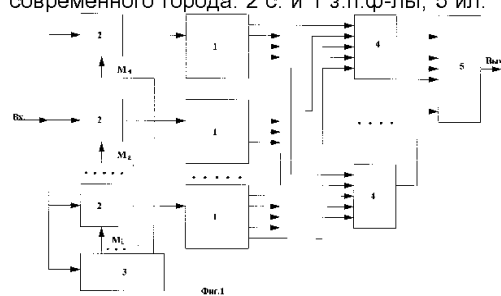 современного города. 2 с. и 1 з.п.ф-лы, 5 ил.
2 1 4
M₁ 5 Вых
Вх. 2 1
M₂
2 1 4
Mᵢ
3
Фиг.1